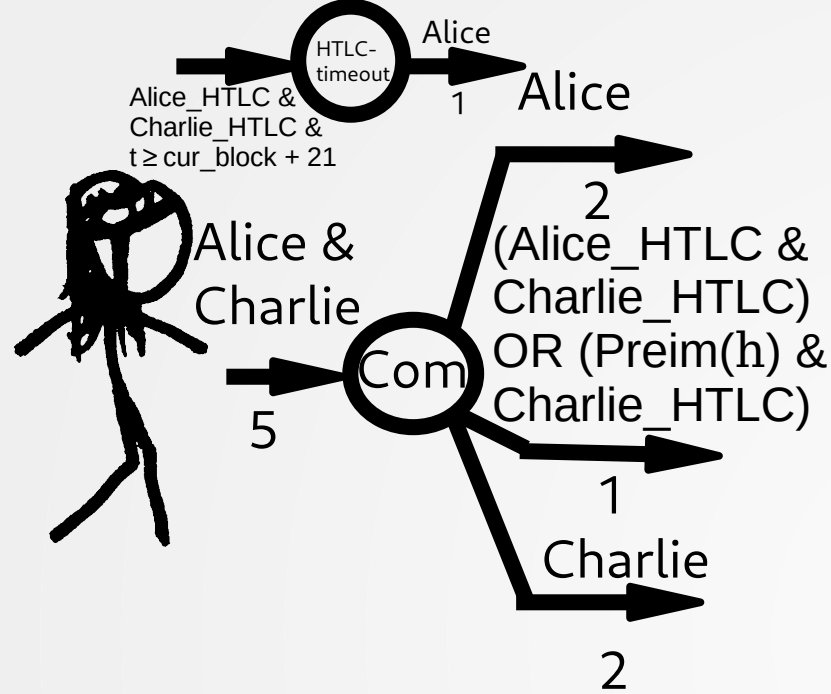 HTLC-
timeout
Alice
1
Alice_HTLC &
Charlie_HTLC &
t ≥ cur_block + 21
Alice
2
Alice &
Charlie
5
Com
(Alice_HTLC &
Charlie_HTLC)
OR (Preim(h) &
Charlie_HTLC)
1
Charlie
2